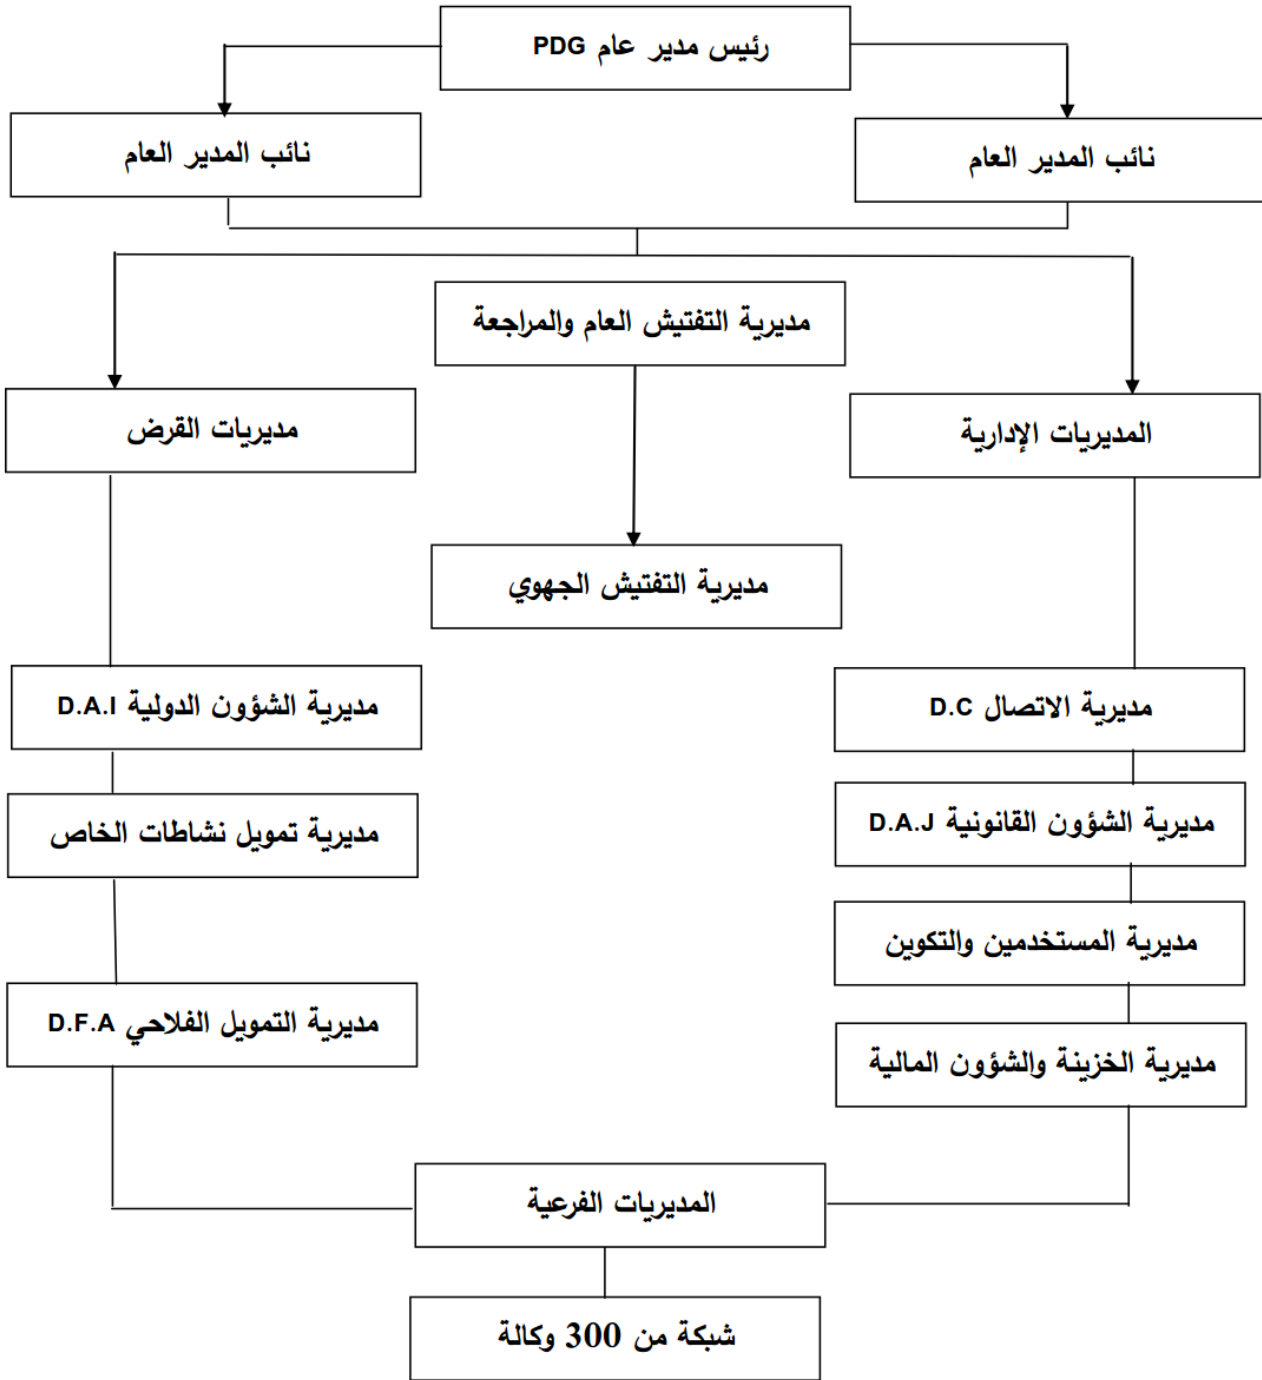 رئيس مدير عام PDG
نائب المدير العام
نائب المدير العام
مديرية التفتيش العام والمراجعة
المديريات الإدارية
مديريات القرض
مديرية التفتيش الجهوي
مديرية الاتصال D.C
مديرية الشؤون الدولية D.A.I
مديرية الشؤون القانونية D.A.J
مديرية تمويل نشاطات الخاص
مديرية المستخدمين والتكوين
مديرية التمويل الفلاحي D.F.A
مديرية الخزينة والشؤون المالية
المديريات الفرعية
شبكة من 300 وكالة